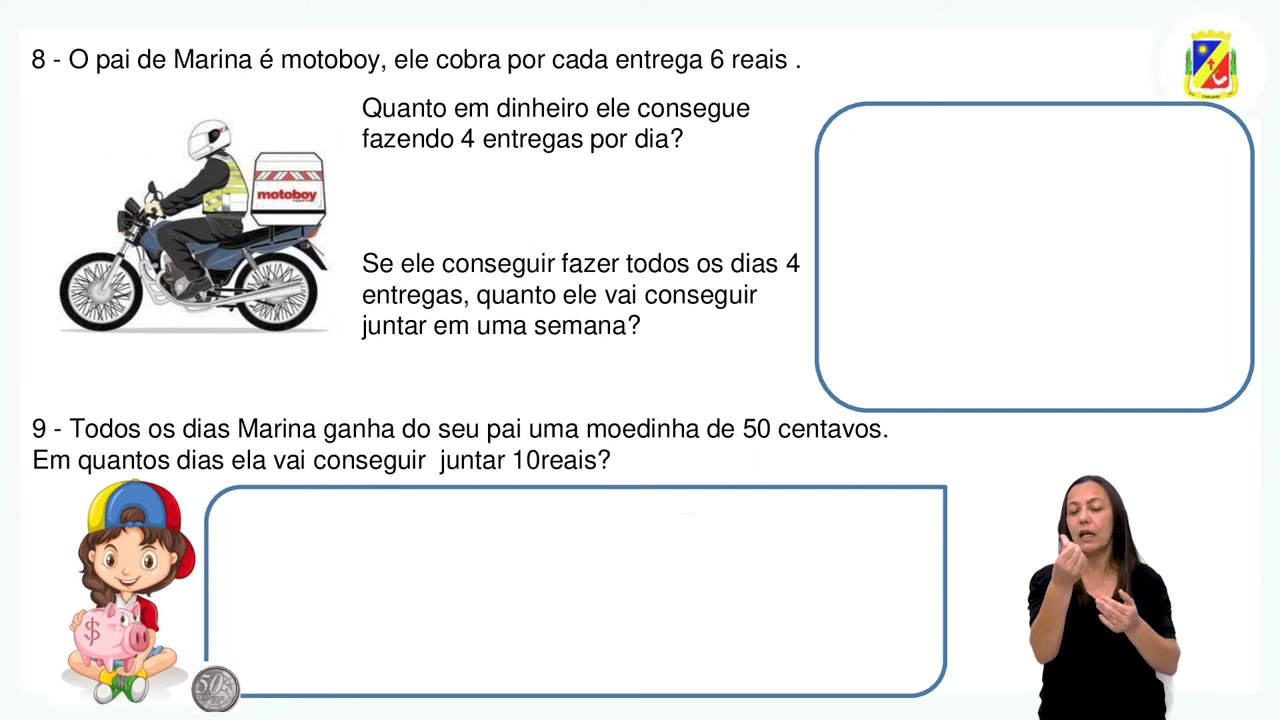 8 - O pai de Marina é motoboy, ele cobra por cada entrega 6 reais .
Quanto em dinheiro ele consegue
fazendo 4 entregas por dia?
motoboy
Se ele conseguir fazer todos os dias 4
entregas, quanto ele vai conseguir
juntar em uma semana?
9 - Todos os dias Marina ganha do seu pai uma moedinha de 50 centavos.
Em quantos dias ela vai conseguir  juntar 10reais?
$
50